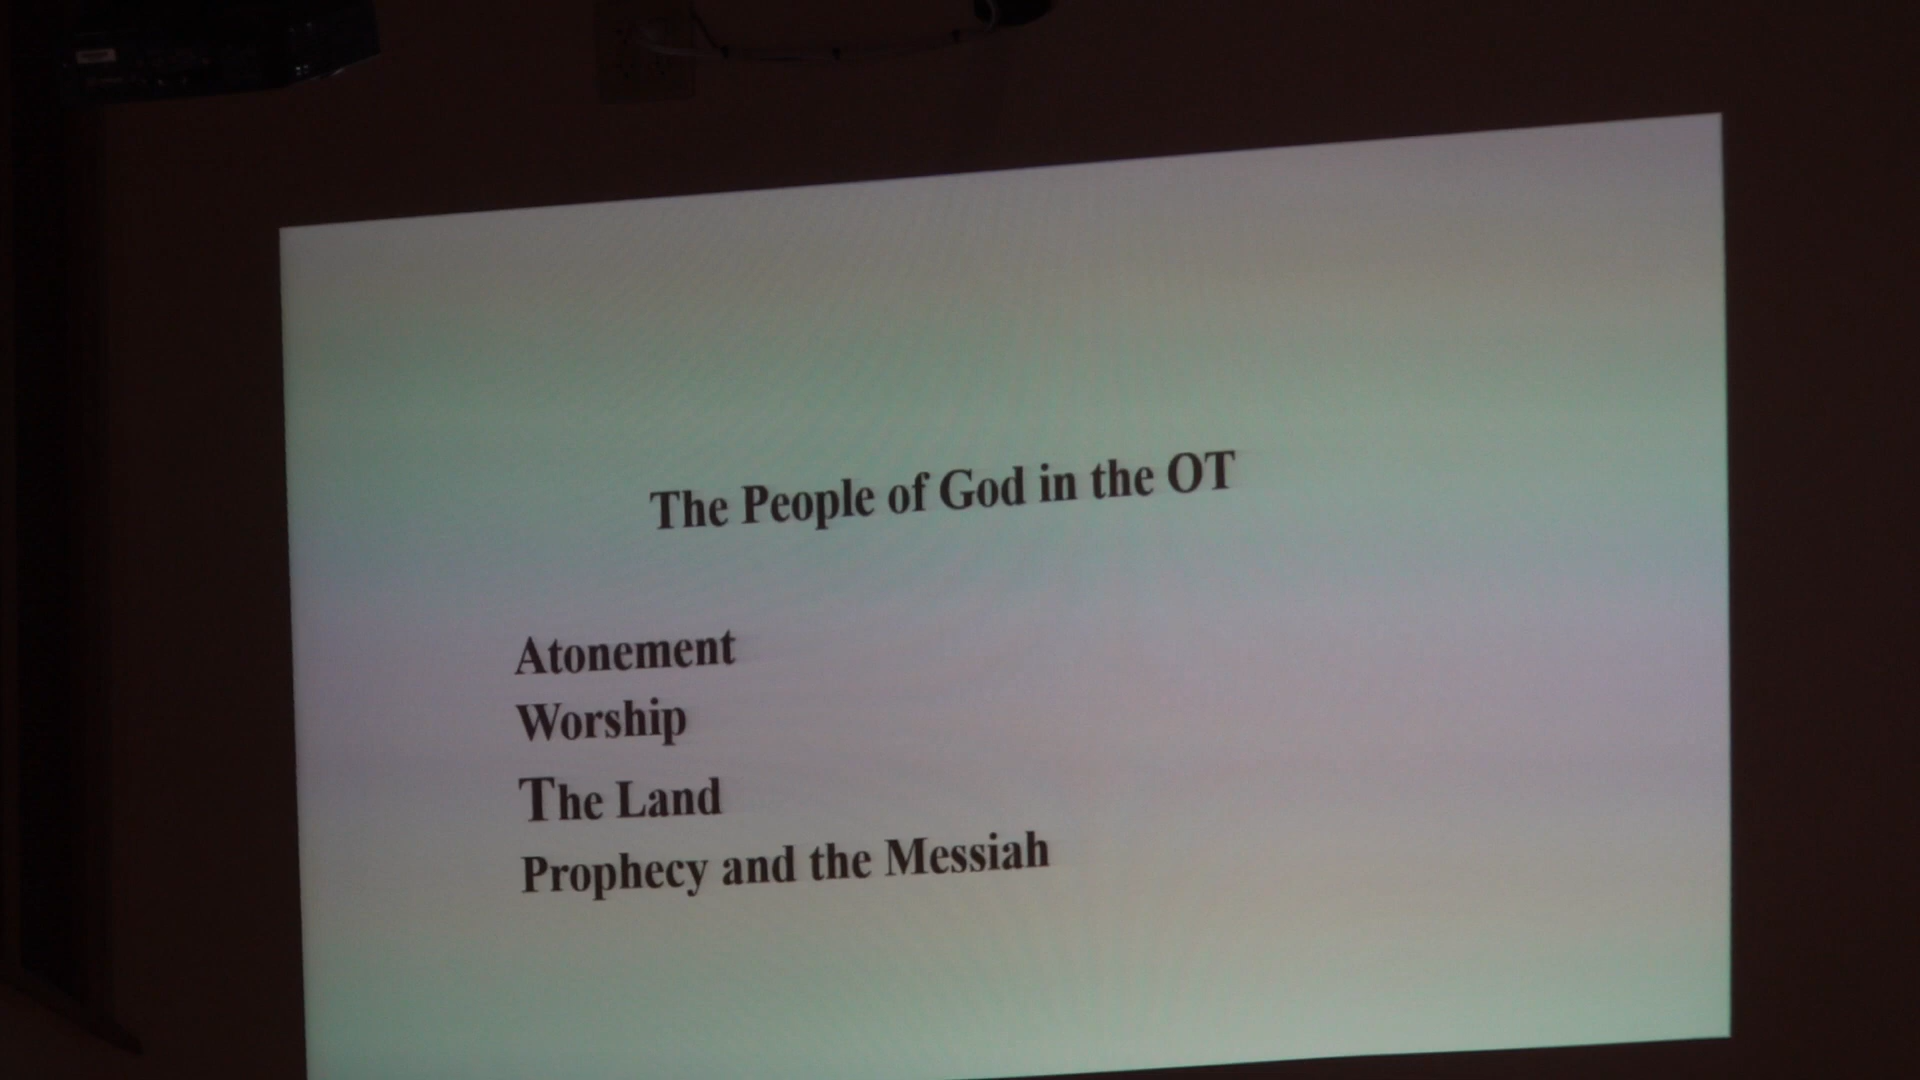 The People of God in the OT
Atonement
Worship
The Land
Prophecy and the Messiah